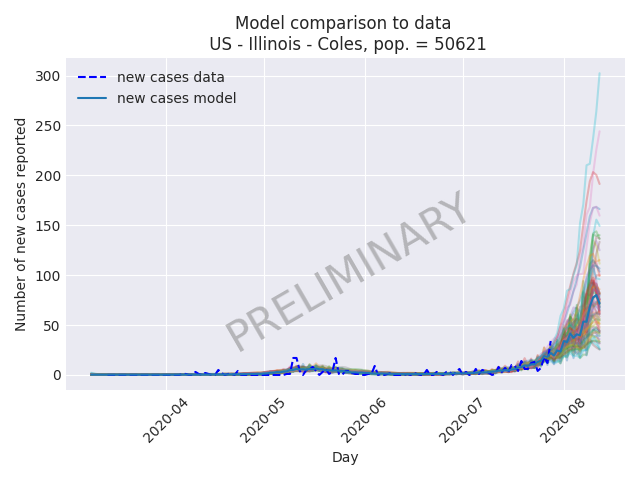 Model comparison to data
US - Illinois - Coles, pop. = 50621
new cases data
new cases model
PRELIMINARY
Number of new cases reported
300
250
200
150
100
50
0
2020-04
2020-05
2020-06
2020-07
2020-08
Day